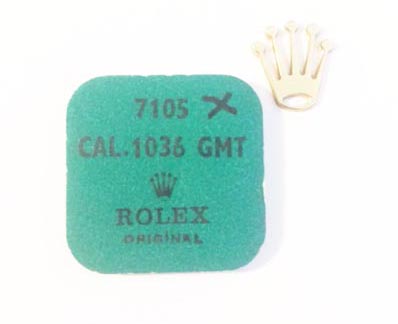 7105 X
CAL.1036 GMT
ROLEX
ORIGINAL